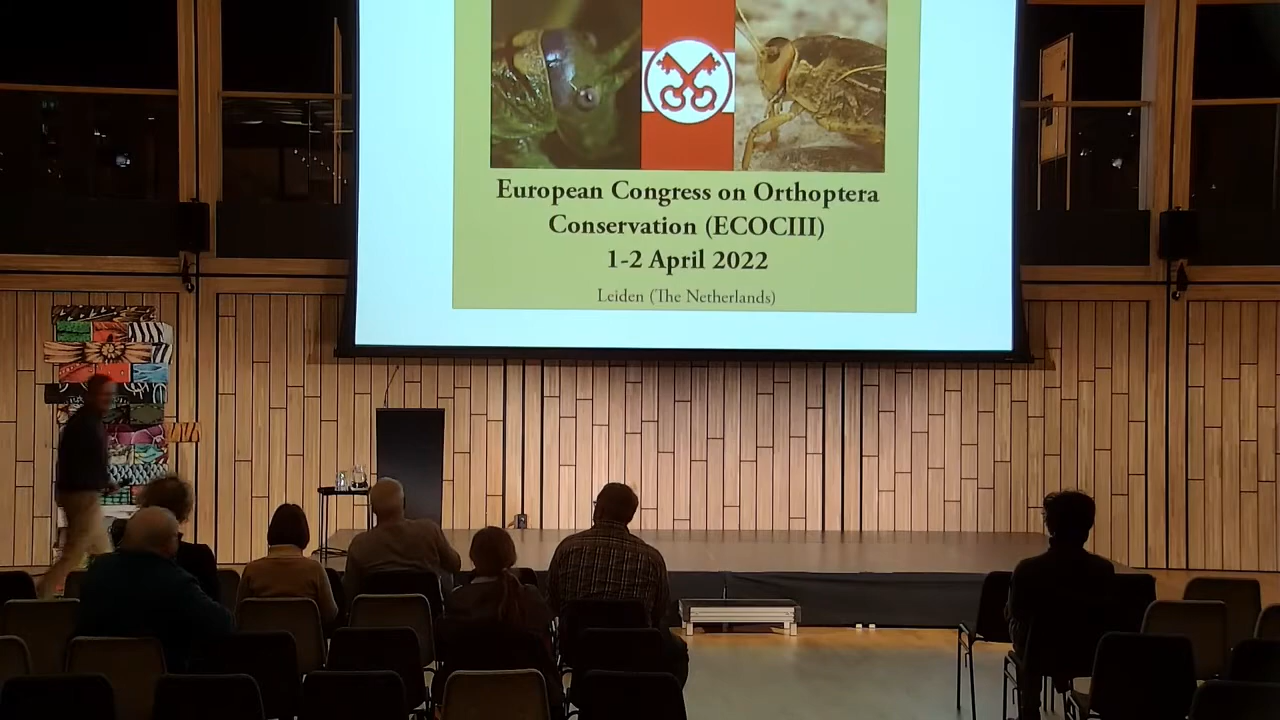 European Congress on Orthoptera
Conservation (ECOCIII)
1-2 April 2022
Leiden (The Netherlands)